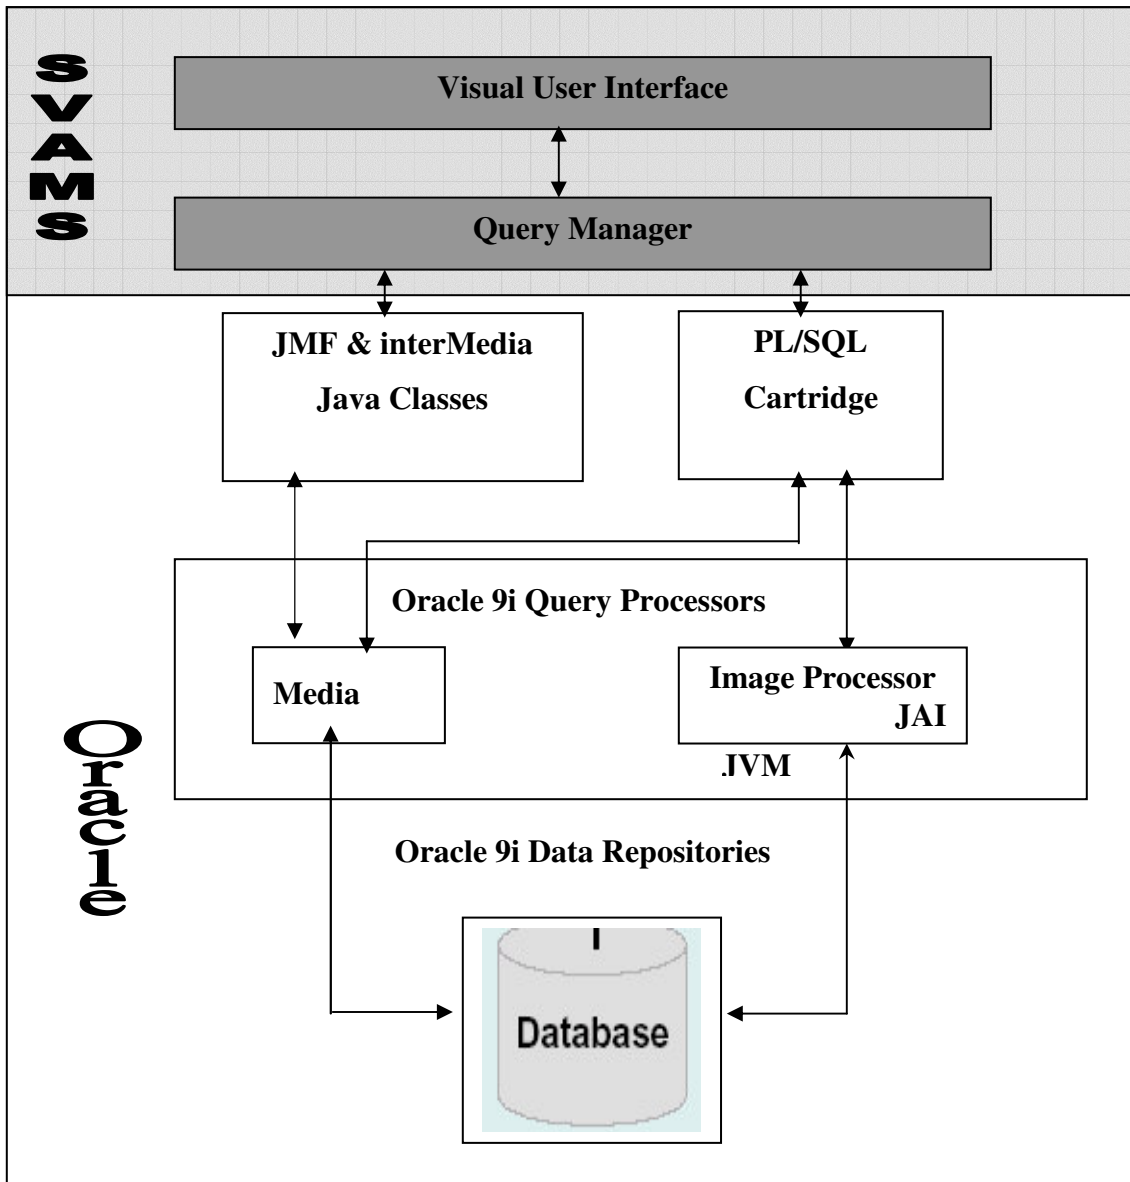 SVAMS
Visual User Interface
Query Manager
JMF & interMedia
Java Classes
PL/SQL
Cartridge
Oracle 9i Query Processors
Media
Image Processor
JAI
JVM
Oracle
Oracle 9i Data Repositories
Database